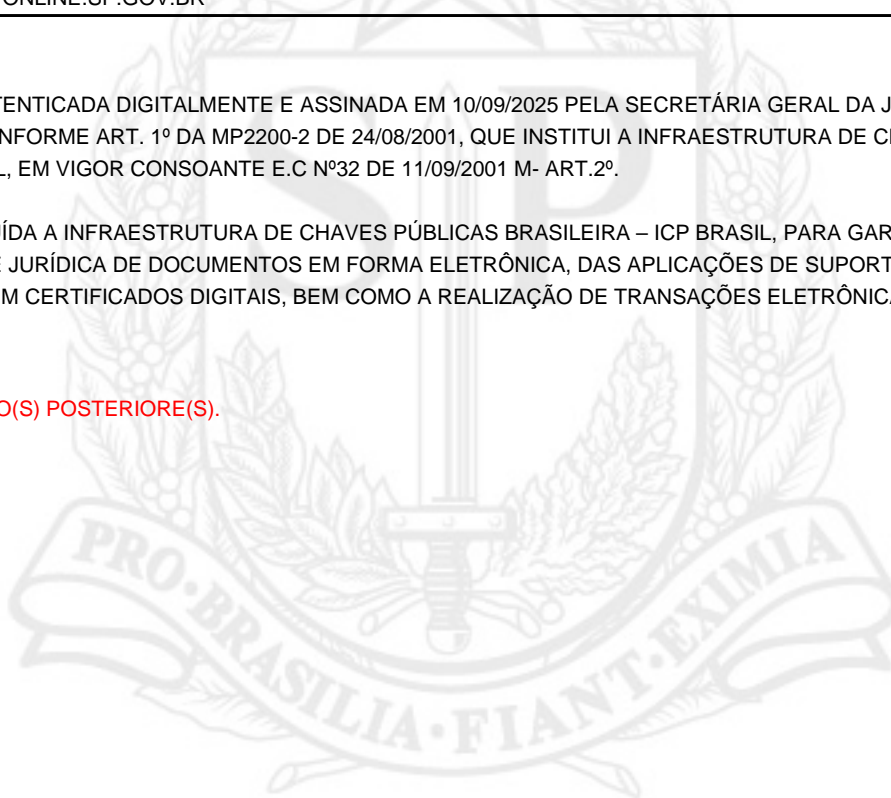 ONLINE.SP.GOV.BR
TENTICADA DIGITALMENTE E ASSINADA EM 10/09/2025 PELA SECRETÁRIA GERAL DA J
NFORME ART. 1º DA MP2200-2 DE 24/08/2001, QUE INSTITUI A INFRAESTRUTURA DE C
, EM VIGOR CONSOANTE E.C Nº32 DE 11/09/2001 M- ART.2º.
ÍDA A INFRAESTRUTURA DE CHAVES PÚBLICAS BRASILEIRA – ICP BRASIL, PARA GAR
E JURÍDICA DE DOCUMENTOS EM FORMA ELETRÔNICA, DAS APLICAÇÕES DE SUPORT
M CERTIFICADOS DIGITAIS, BEM COMO A REALIZAÇÃO DE TRANSAÇÕES ELETRÔNICA
O(S) POSTERIORE(S).
SP
PRO·BRASILIA·FIANT·EXIMIA